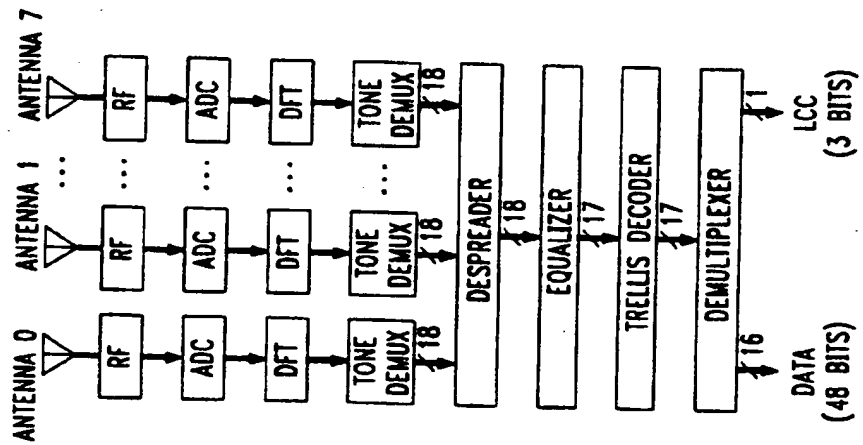 ANTENNA 0 ANTENNA 1 ... ANTENNA 7
RF RF ... RF
ADC ADC ... ADC
DFT DFT ... DFT
TONE DEMUX TONE DEMUX ... TONE DEMUX
18 18 18
DESPREADER
18
EQUALIZER
17
TRELLIS DECODER
17
DEMULTIPLEXER
16 1
DATA LCC
(48 BITS) (3 BITS)